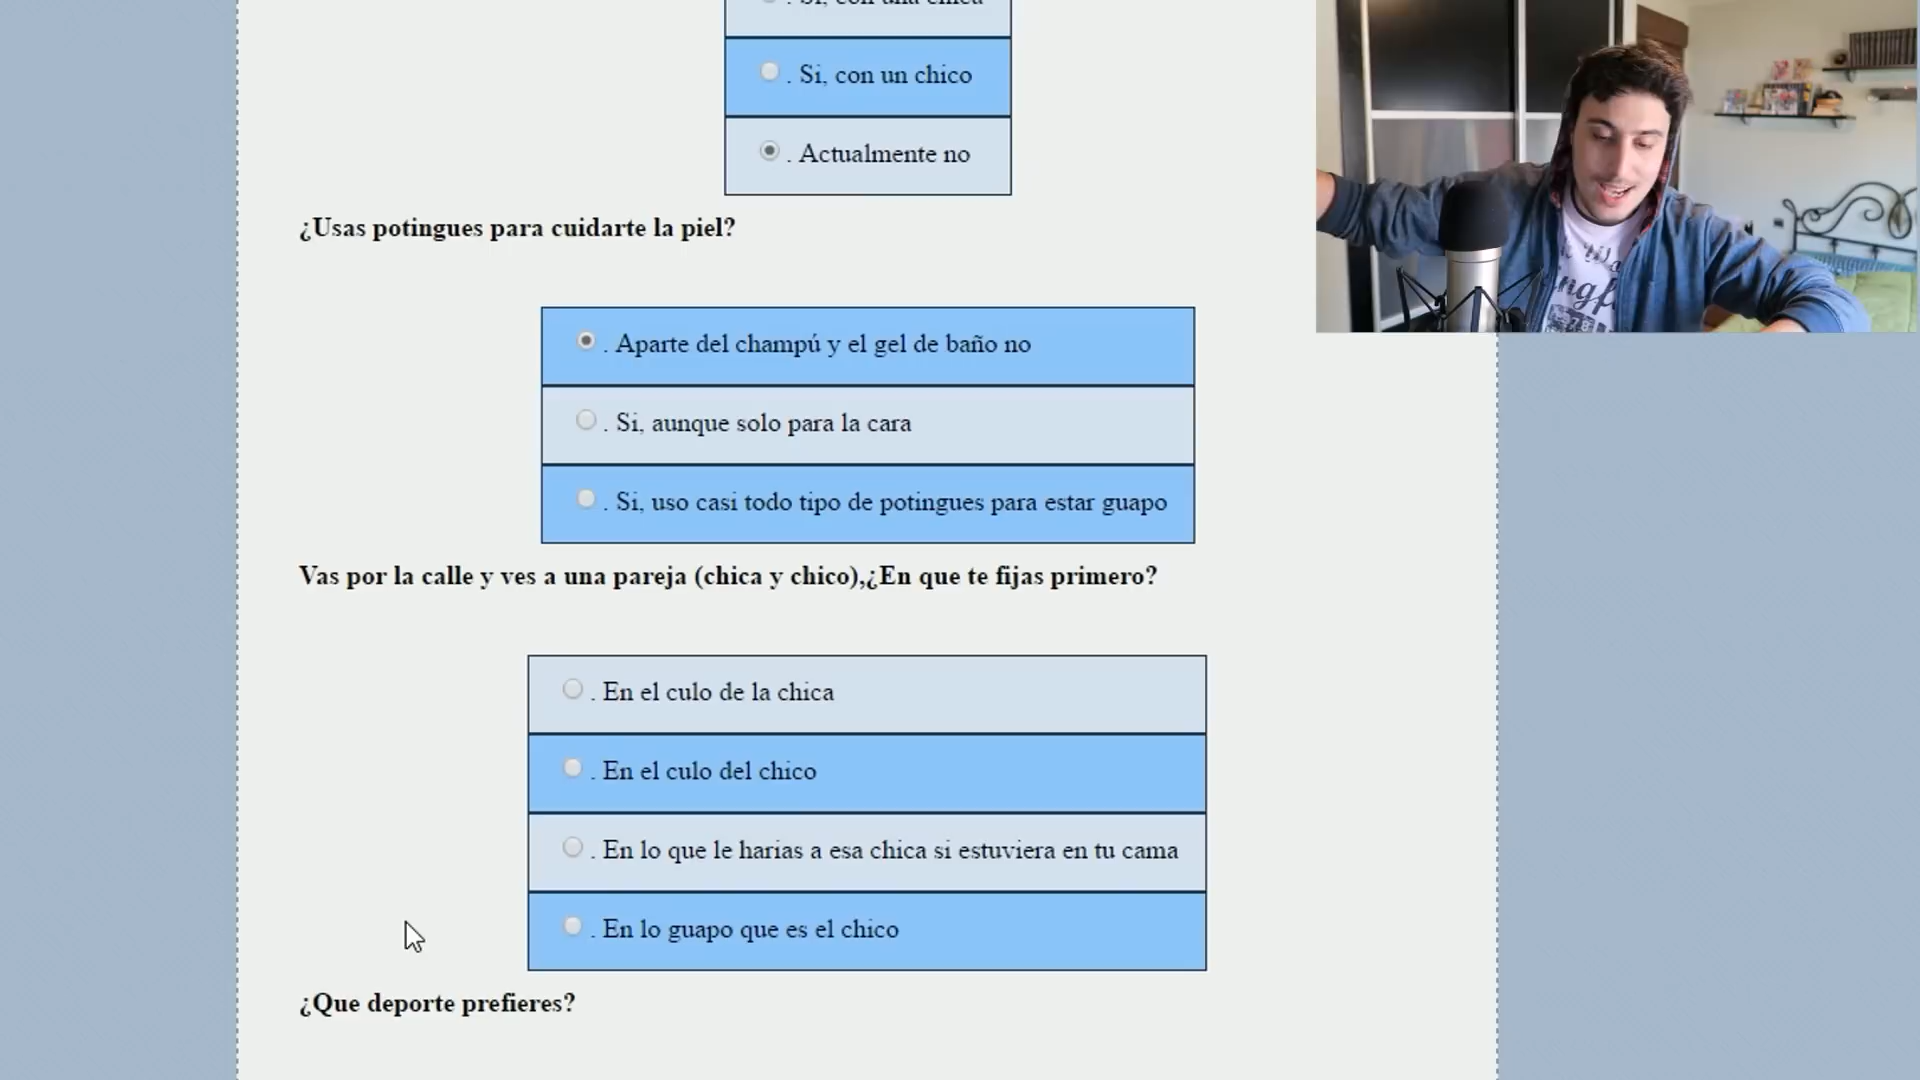 . Si, con una chica
. Si, con un chico
. Actualmente no
¿Usas potingues para cuidarte la piel?
. Aparte del champú y el gel de baño no
. Si, aunque solo para la cara
. Si, uso casi todo tipo de potingues para estar guapo
Vas por la calle y ves a una pareja (chica y chico),¿En que te fijas primero?
. En el culo de la chica
. En el culo del chico
. En lo que le harias a esa chica si estuviera en tu cama
. En lo guapo que es el chico
¿Que deporte prefieres?